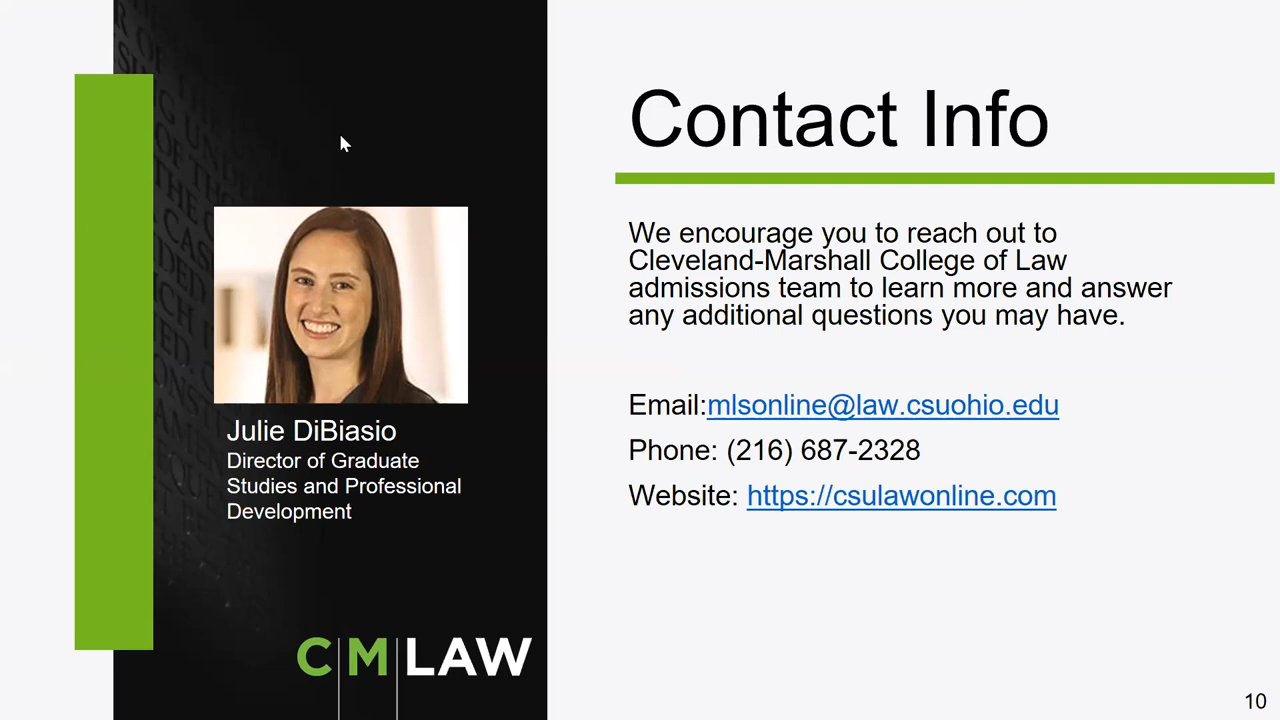 Contact Info
We encourage you to reach out to
Cleveland-Marshall College of Law
admissions team to learn more and answer
any additional questions you may have.
Email:mlsonline@law.csuohio.edu
Phone: (216) 687-2328
Website: https://csulawonline.com
Julie DiBiasio
Director of Graduate
Studies and Professional
Development
C|M|LAW
10